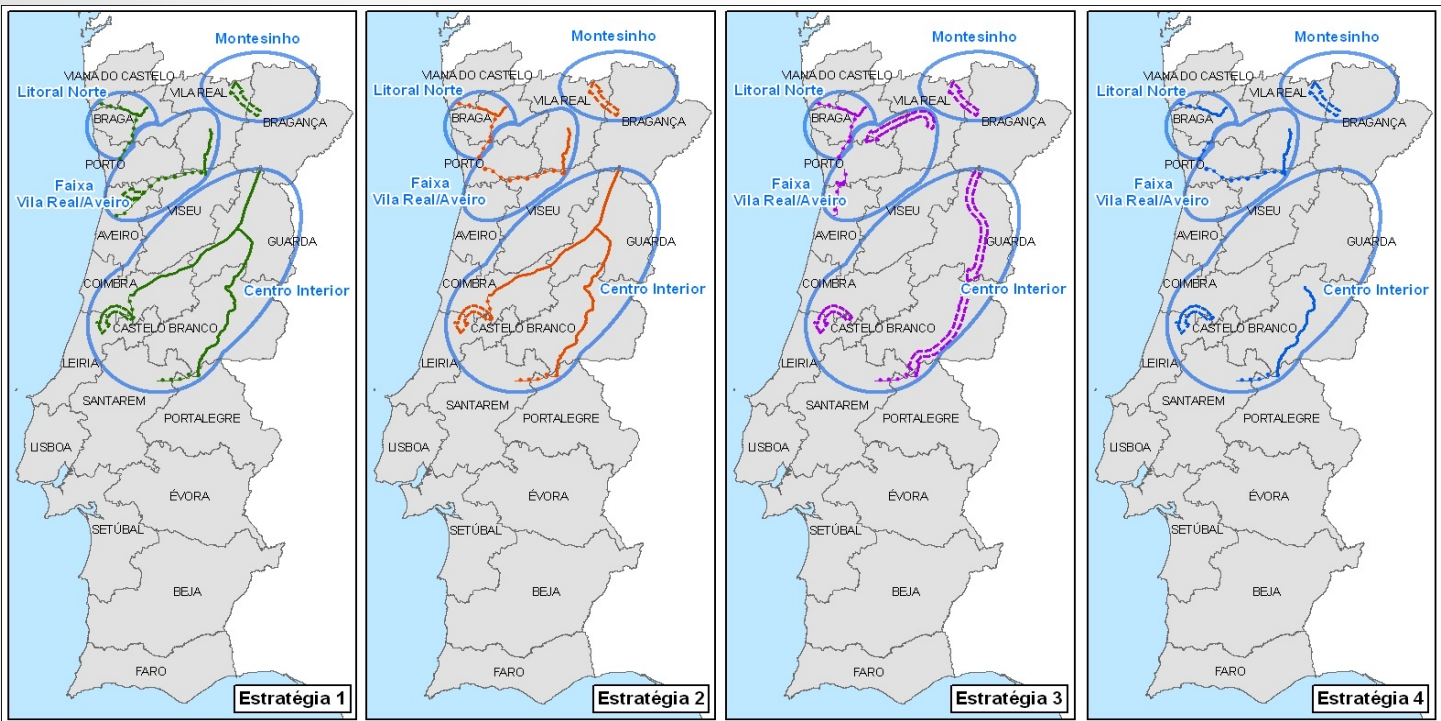 Montesinho
VIANA DO CASTELO
Litoral Norte
VILA REAL
BRAGA
BRAGANÇA
PORTO
Faixa
Vila Real/Aveiro
VISEU
AVEIRO
GUARDA
COIMBRA
Centro Interior
CASTELO BRANCO
LEIRIA
SANTAREM
PORTALEGRE
LISBOA
ÉVORA
SETÚBAL
BEJA
FARO
Estratégia 1
Montesinho
VIANA DO CASTELO
Litoral Norte
VILA REAL
BRAGA
BRAGANÇA
PORTO
Faixa
Vila Real/Aveiro
VISEU
AVEIRO
GUARDA
COIMBRA
Centro Interior
CASTELO BRANCO
LEIRIA
SANTAREM
PORTALEGRE
LISBOA
ÉVORA
SETÚBAL
BEJA
FARO
Estratégia 2
Montesinho
VIANA DO CASTELO
Litoral Norte
VILA REAL
BRAGA
BRAGANÇA
PORTO
Faixa
Vila Real/Aveiro
VISEU
AVEIRO
GUARDA
COIMBRA
Centro Interior
CASTELO BRANCO
LEIRIA
SANTAREM
PORTALEGRE
LISBOA
ÉVORA
SETÚBAL
BEJA
FARO
Estratégia 3
Montesinho
VIANA DO CASTELO
Litoral Norte
VILA REAL
BRAGA
BRAGANÇA
PORTO
Faixa
Vila Real/Aveiro
VISEU
AVEIRO
GUARDA
COIMBRA
Centro Interior
CASTELO BRANCO
LEIRIA
SANTAREM
PORTALEGRE
LISBOA
ÉVORA
SETÚBAL
BEJA
FARO
Estratégia 4